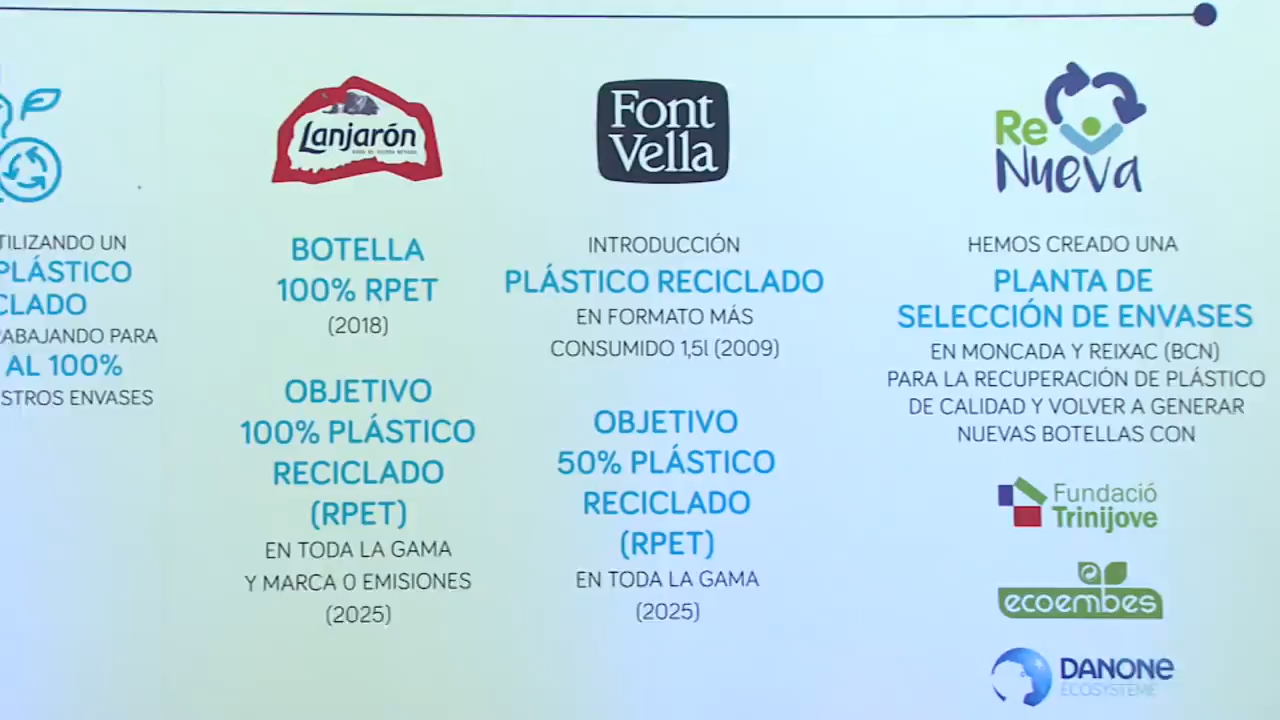 TILIZANDO UN
PLÁSTICO
CLADO
ABAJANDO PARA
AL 100%
STROS ENVASES
Lanjarón
BOTELLA
100% RPET
(2018)
OBJETIVO
100% PLÁSTICO
RECICLADO
(RPET)
EN TODA LA GAMA
Y MARCA 0 EMISIONES
(2025)
Font
Vella
INTRODUCCIÓN
PLÁSTICO RECICLADO
EN FORMATO MÁS
CONSUMIDO 1,5l (2009)
OBJETIVO
50% PLÁSTICO
RECICLADO
(RPET)
EN TODA LA GAMA
(2025)
Re
Nueva
HEMOS CREADO UNA
PLANTA DE
SELECCIÓN DE ENVASES
EN MONCADA Y REIXAC (BCN)
PARA LA RECUPERACIÓN DE PLÁSTICO
DE CALIDAD Y VOLVER A GENERAR
NUEVAS BOTELLAS CON
Fundació
Trinijove
ecoembes
DANONE
ECOSYSTEME